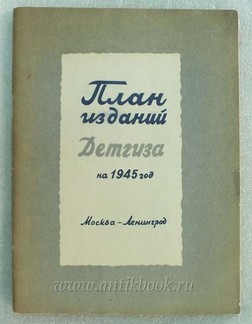 План
изданий
Детгиза
на 1945 год
Москва – Ленинград
www.antikbook.ru